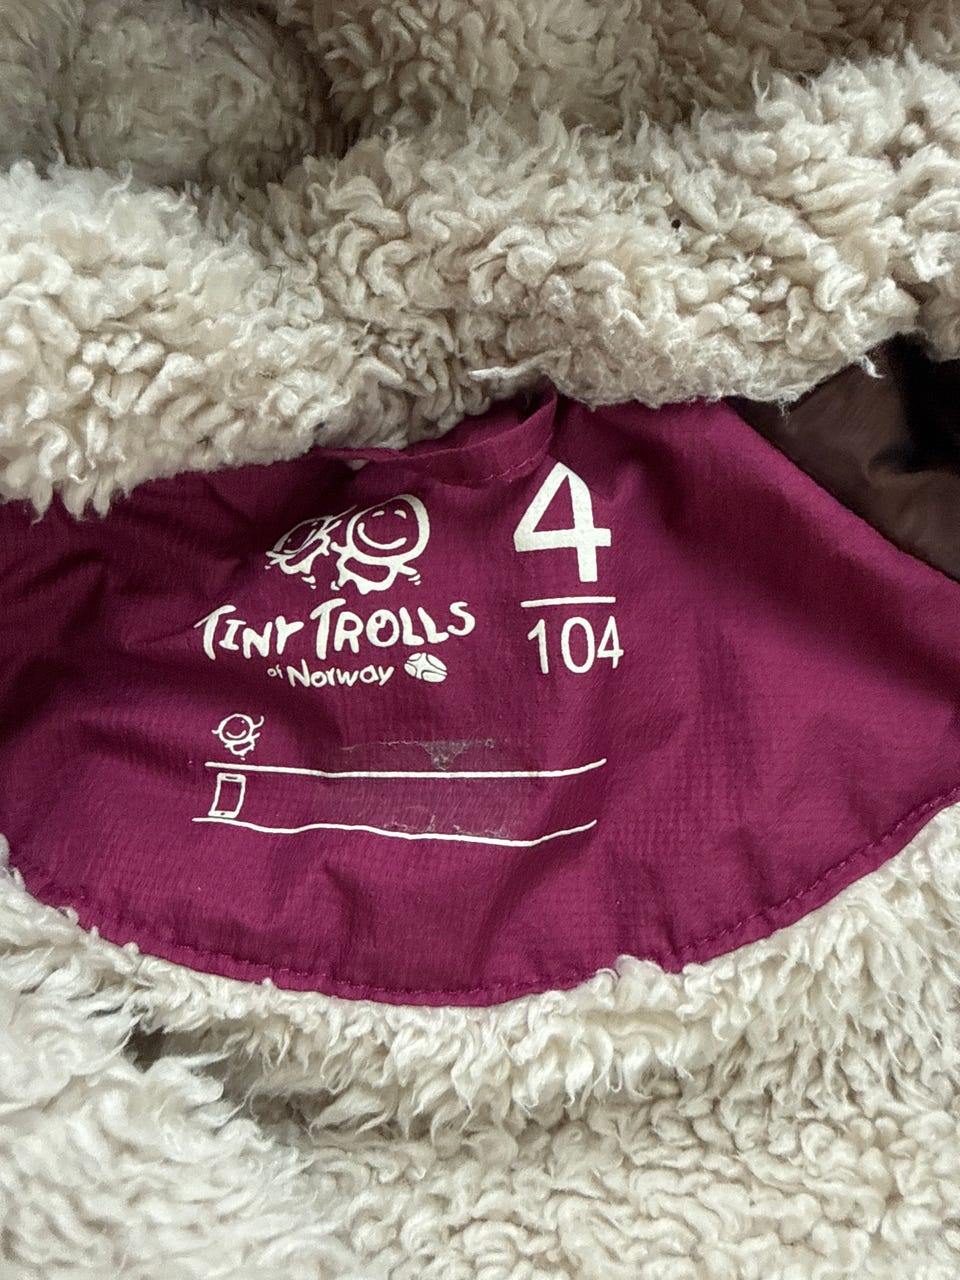 4
TINY TROLLS
of Norway
104